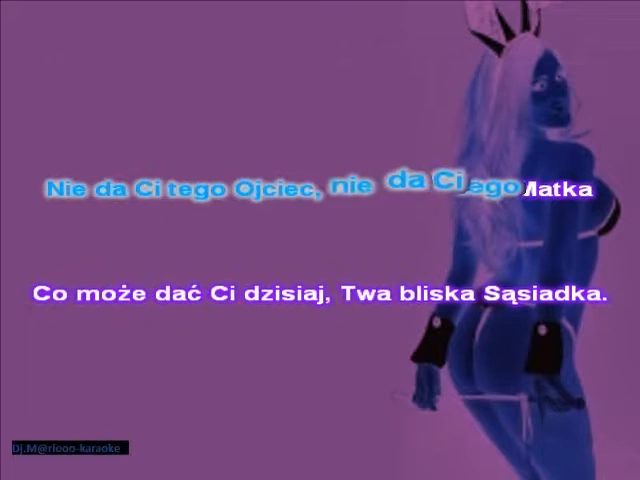 Nie da Ci tego Ojciec, nie da Ci tego Matka
Co może dać Ci dzisiaj, Twa bliska Sąsiadka.
Dj.M@riooo-karaoke